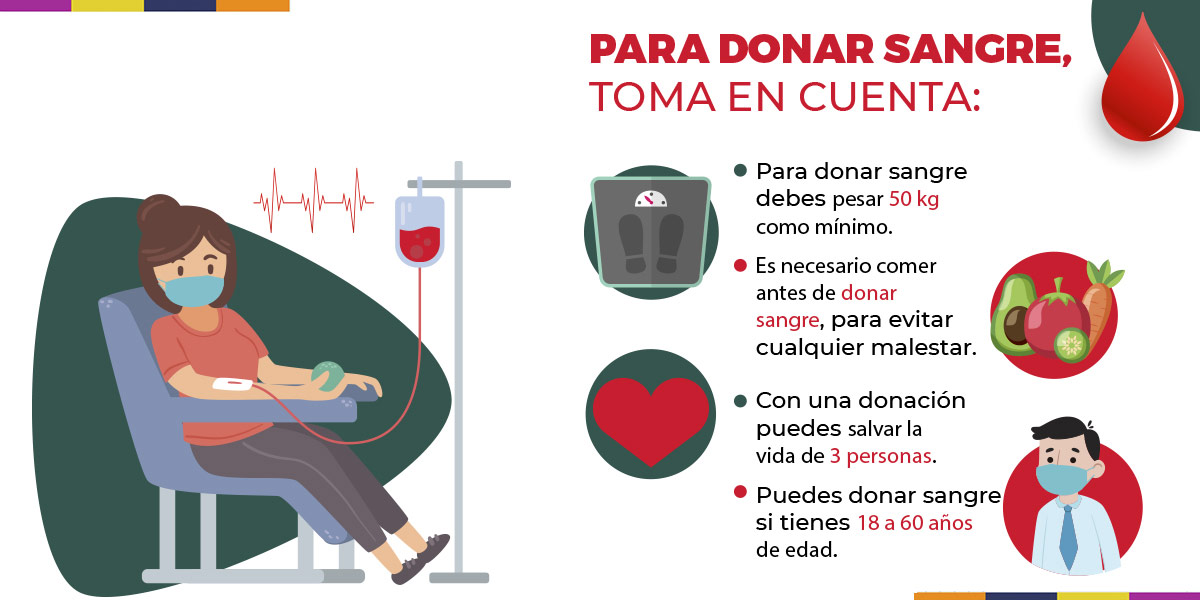 PARA DONAR SANGRE,
TOMA EN CUENTA:
Para donar sangre
debes pesar 50 kg
como mínimo.
Es necesario comer
antes de donar
sangre, para evitar
cualquier malestar.
Con una donación
puedes salvar la
vida de 3 personas.
Puedes donar sangre
si tienes 18 a 60 años
de edad.